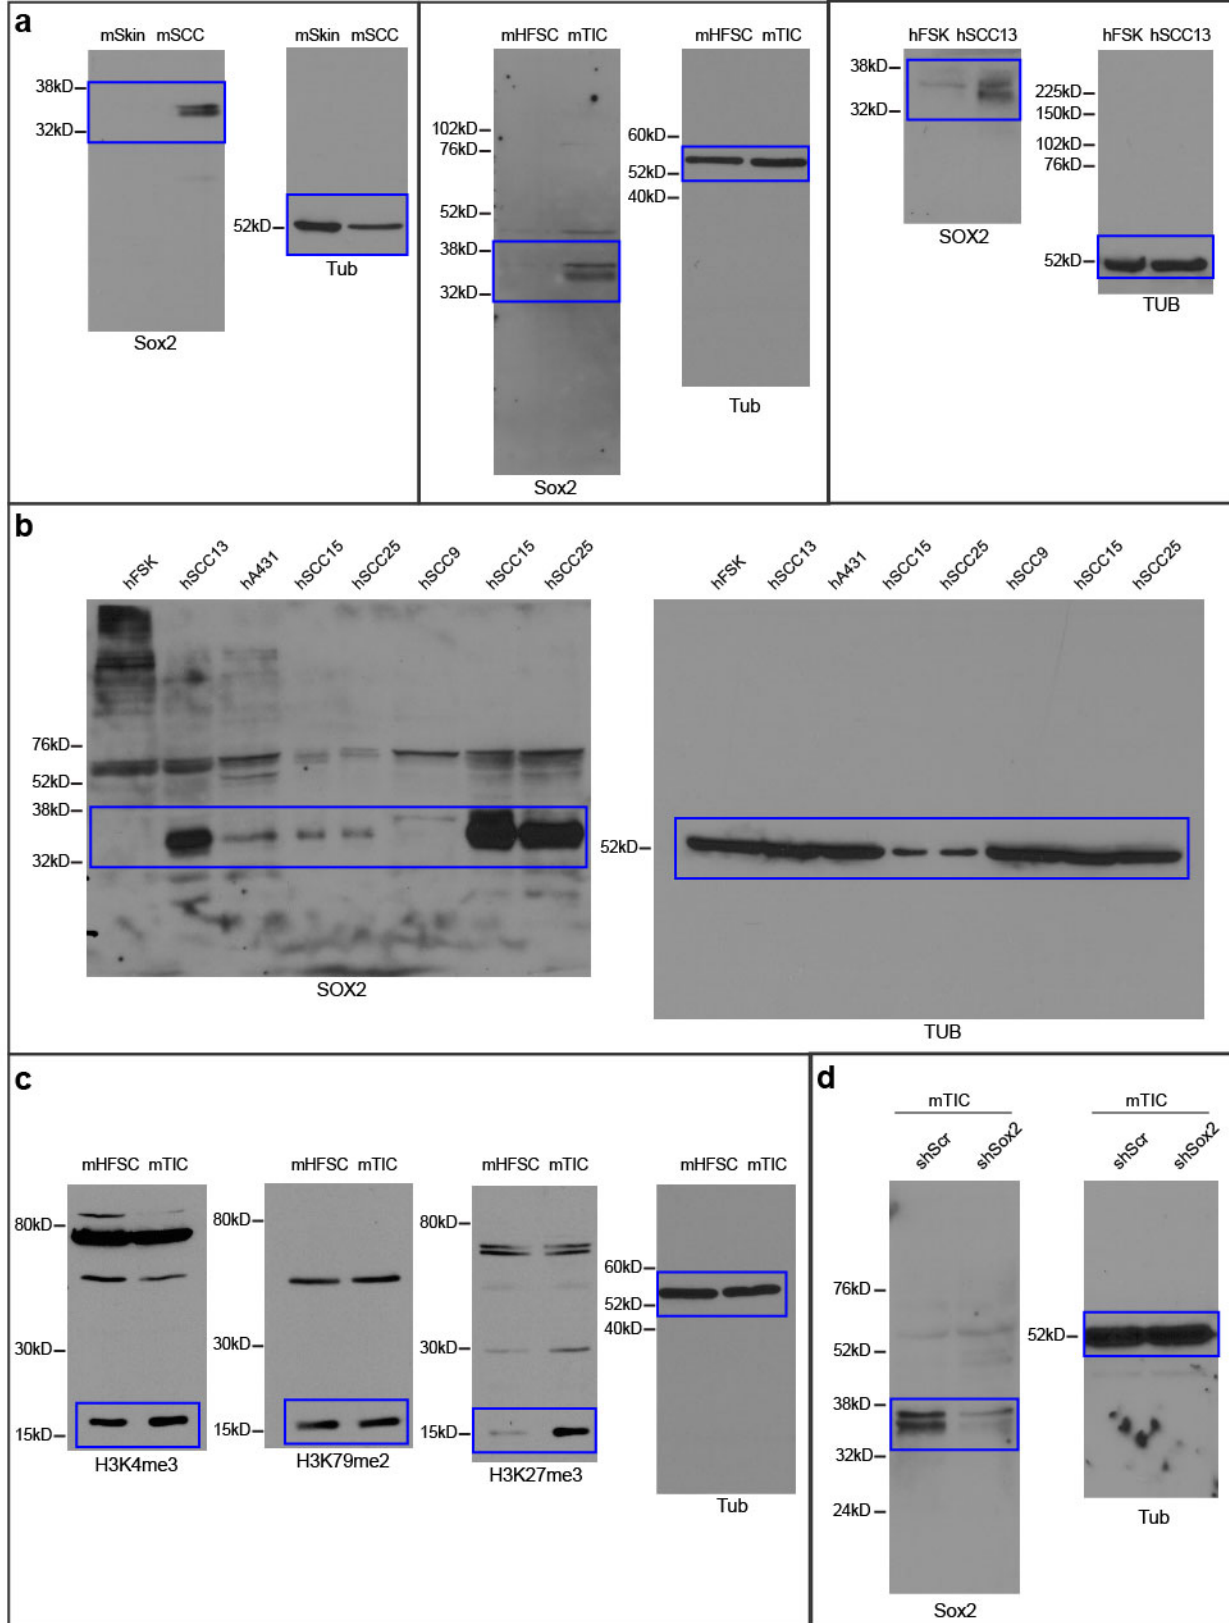 a
mSkin mSCC
38kD
32kD
Sox2
mSkin mSCC
52kD
Tub
mHFSC mTIC
102kD
76kD
52kD
38kD
32kD
Sox2
mHFSC mTIC
60kD
52kD
40kD
Tub
hFSK hSCC13
38kD
32kD
SOX2
hFSK hSCC13
225kD
150kD
102kD
76kD
52kD
TUB
b
hFSK hSCC13 hA431 hSCC15 hSCC25 hSCC9 hSCC15 hSCC25
76kD
52kD
38kD
32kD
SOX2
hFSK hSCC13 hA431 hSCC15 hSCC25 hSCC9 hSCC15 hSCC25
52kD
TUB
c
mHFSC mTIC
80kD
30kD
15kD
H3K4me3
mHFSC mTIC
80kD
30kD
15kD
H3K79me2
mHFSC mTIC
80kD
30kD
15kD
H3K27me3
mHFSC mTIC
60kD
52kD
40kD
Tub
d
mTIC
shScr shSox2
76kD
52kD
38kD
32kD
24kD
Sox2
mTIC
shScr shSox2
52kD
Tub